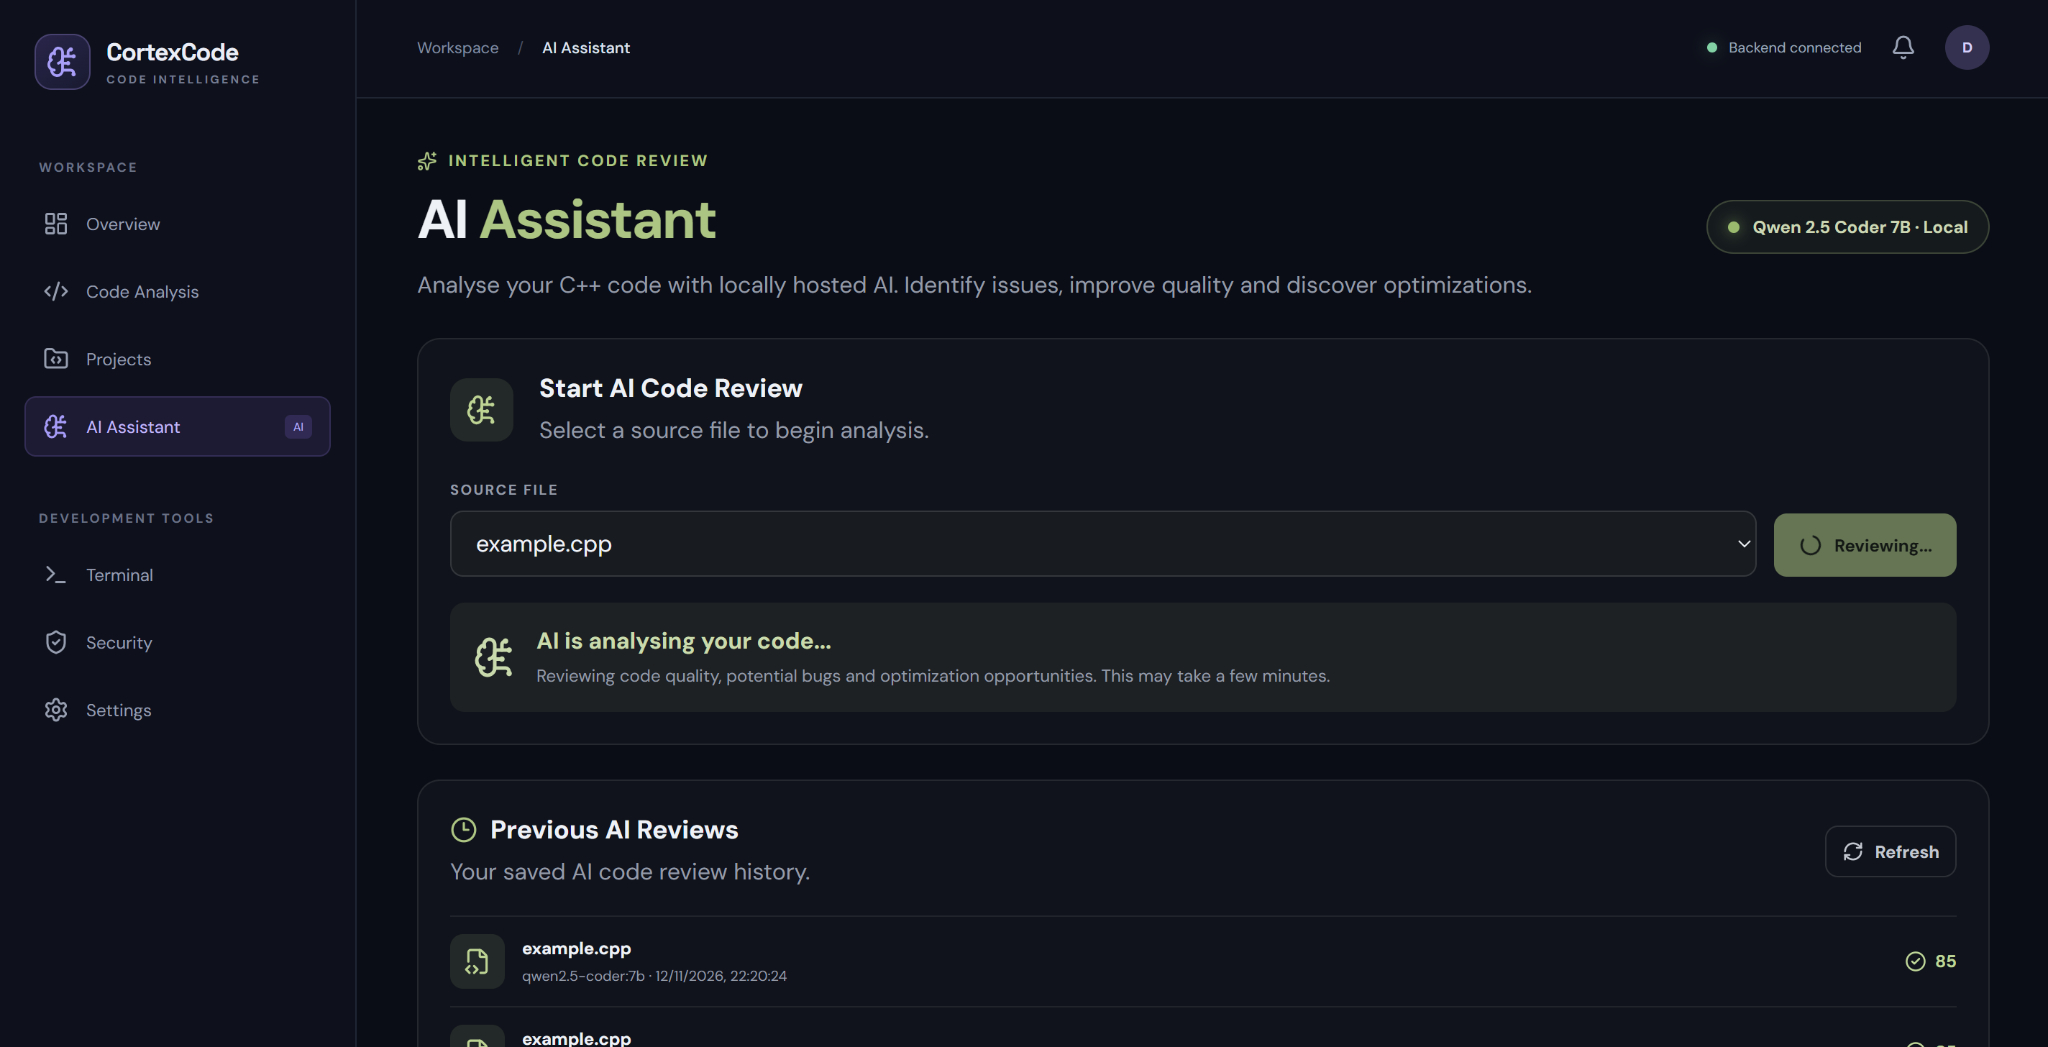 CortexCode
CODE INTELLIGENCE
WORKSPACE
Overview
Code Analysis
Projects
AI Assistant AI
DEVELOPMENT TOOLS
Terminal
Security
Settings
Workspace / AI Assistant
Backend connected
D
INTELLIGENT CODE REVIEW
AI Assistant
Qwen 2.5 Coder 7B · Local
Analyse your C++ code with locally hosted AI. Identify issues, improve quality and discover optimizations.
Start AI Code Review
Select a source file to begin analysis.
SOURCE FILE
example.cpp
Reviewing...
AI is analysing your code...
Reviewing code quality, potential bugs and optimization opportunities. This may take a few minutes.
Previous AI Reviews
Your saved AI code review history.
Refresh
example.cpp
qwen2.5-coder:7b · 12/11/2026, 22:20:24
85
example.cpp